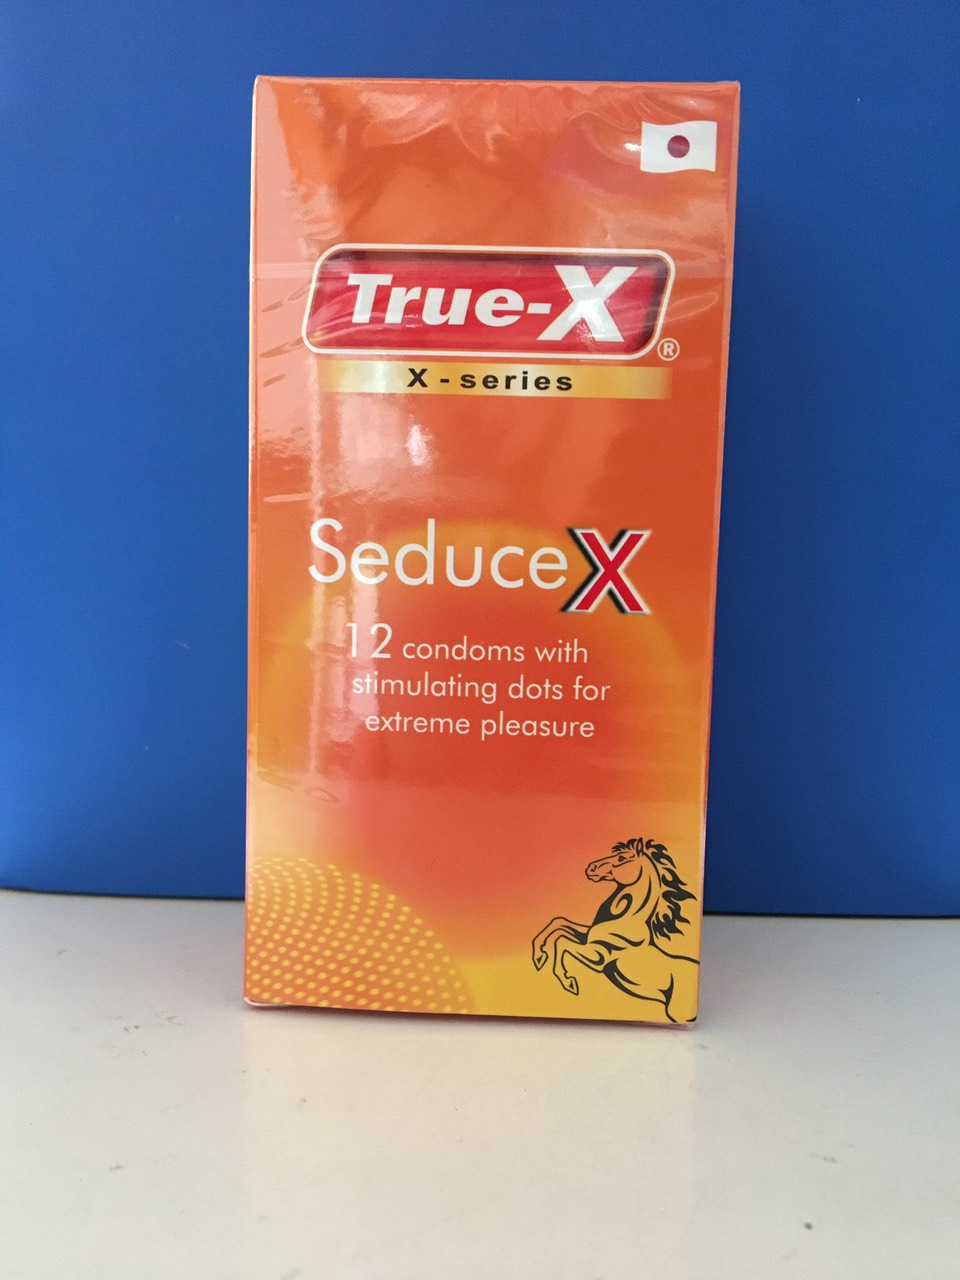 True-X
®
X - series
SeduceX
12 condoms with
stimulating dots for
extreme pleasure